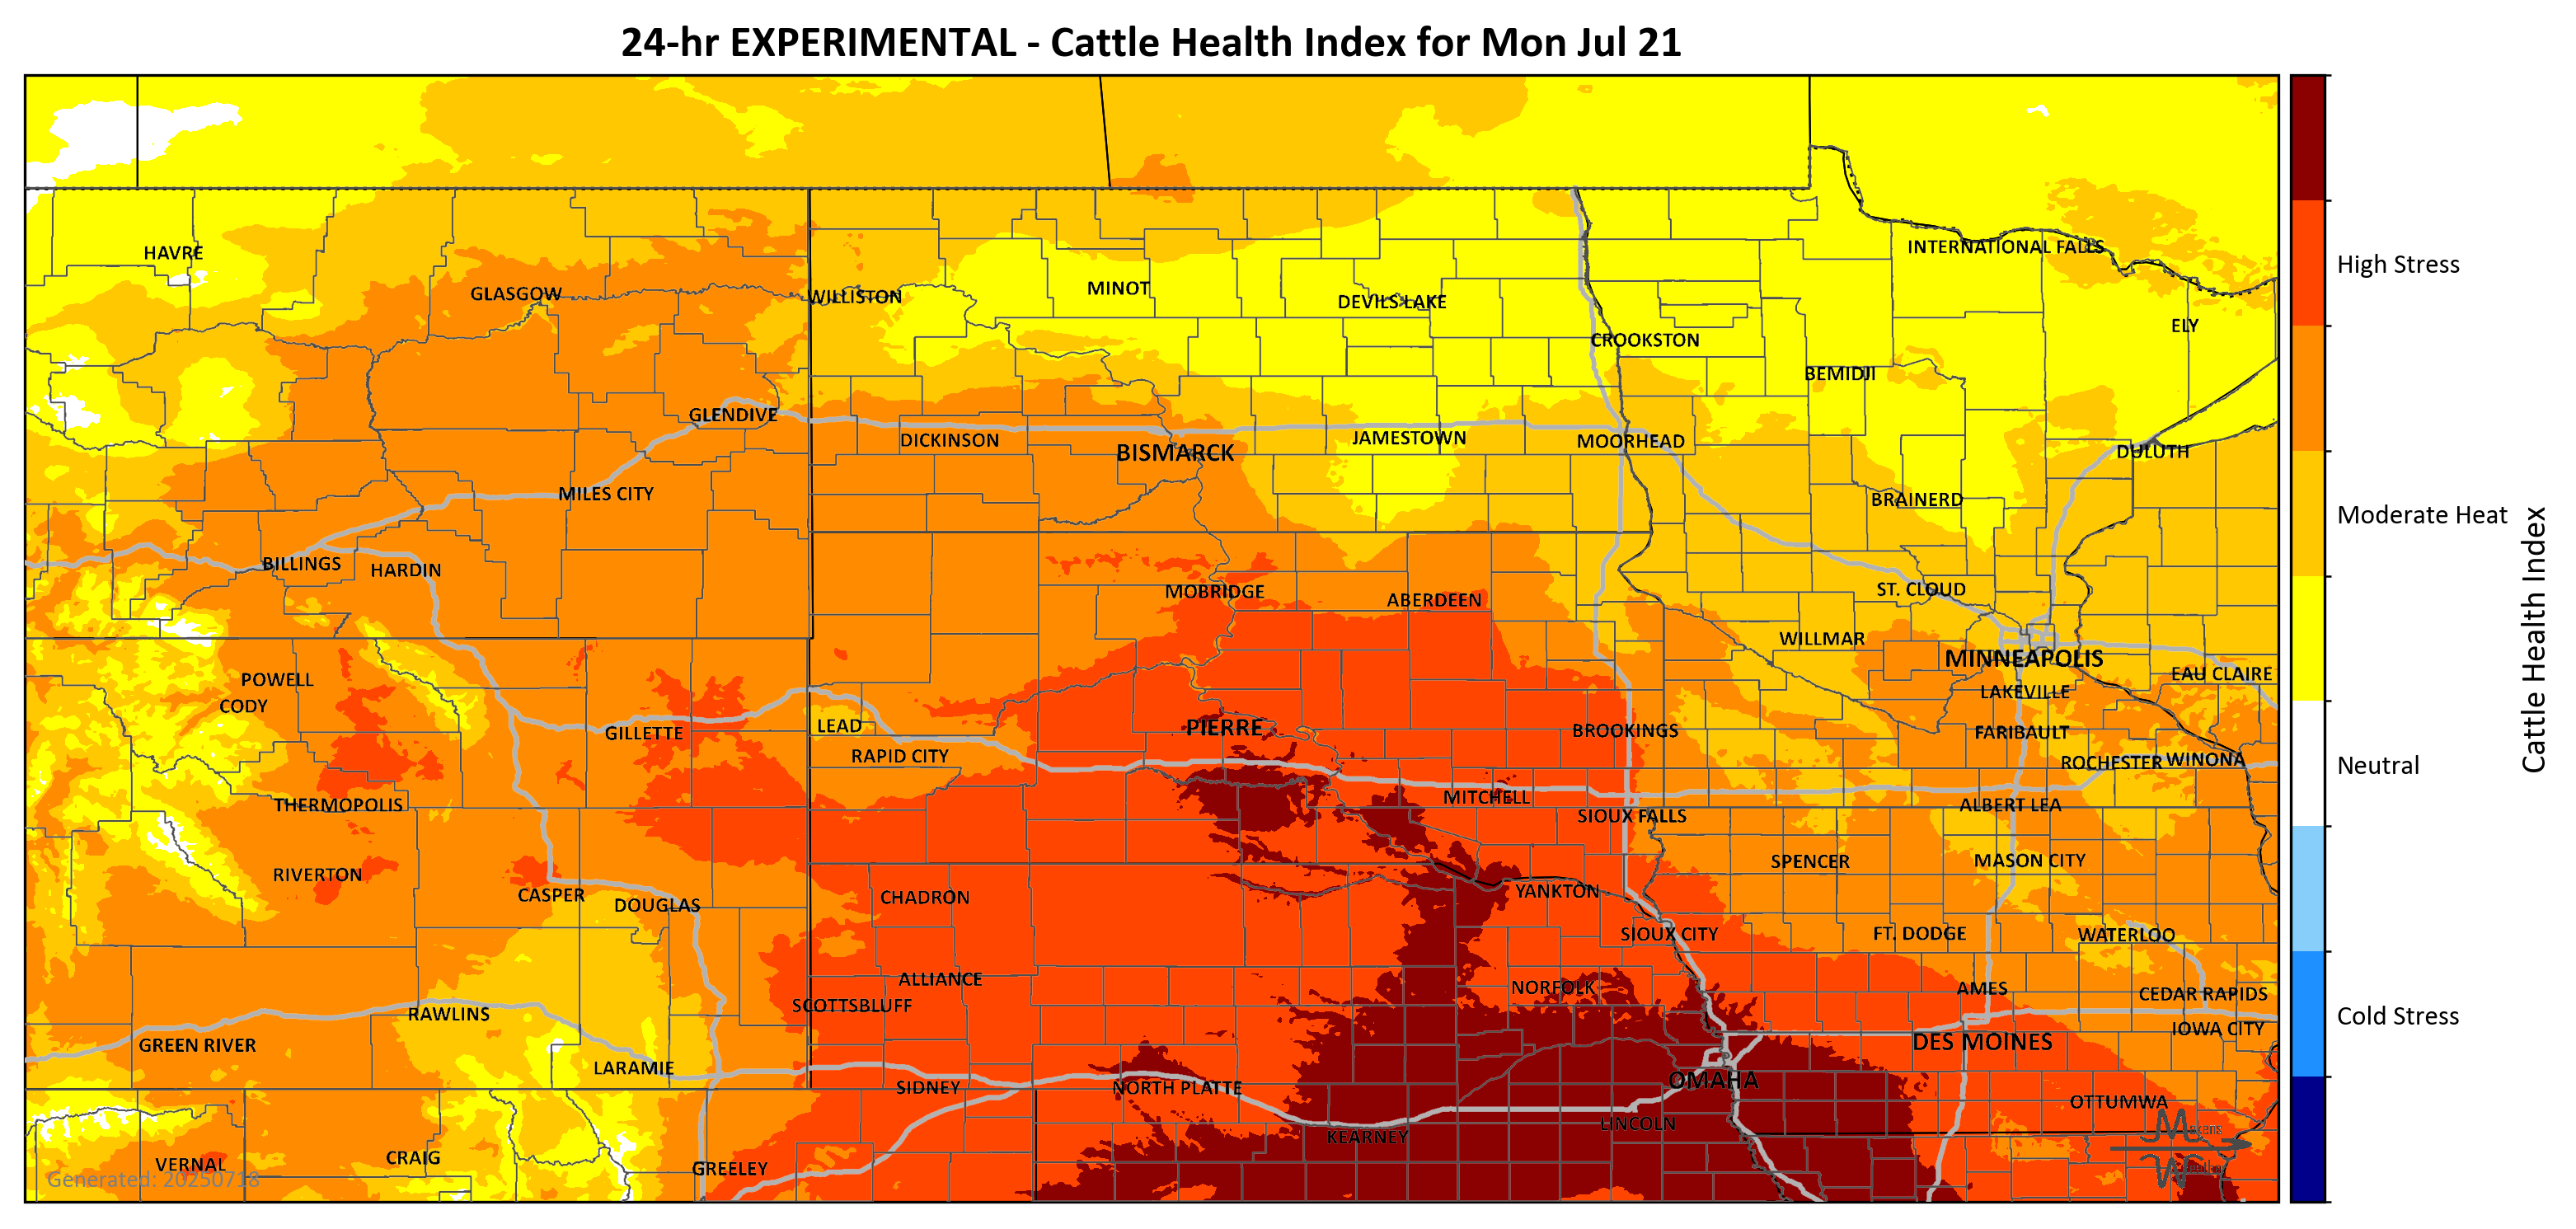 24-hr EXPERIMENTAL - Cattle Health Index for Mon Jul 21
HAVRE
INTERNATIONAL FALLS
GLASGOW
WILLISTON
MINOT
DEVILS LAKE
ELY
CROOKSTON
BEMIDJI
GLENDIVE
DICKINSON
BISMARCK
JAMESTOWN
MOORHEAD
DULUTH
MILES CITY
BRAINERD
BILLINGS
HARDIN
MOBRIDGE
ABERDEEN
ST. CLOUD
WILLMAR
MINNEAPOLIS
EAU CLAIRE
POWELL
CODY
LAKEVILLE
GILLETTE
LEAD
PIERRE
BROOKINGS
FARIBAULT
RAPID CITY
ROCHESTER
WINONA
THERMOPOLIS
MITCHELL
SIOUX FALLS
ALBERT LEA
RIVERTON
SPENCER
MASON CITY
CASPER
DOUGLAS
CHADRON
YANKTON
SIOUX CITY
FT. DODGE
WATERLOO
ALLIANCE
NORFOLK
AMES
CEDAR RAPIDS
SCOTTSBLUFF
RAWLINS
IOWA CITY
GREEN RIVER
DES MOINES
LARAMIE
SIDNEY
NORTH PLATTE
OMAHA
OTTUMWA
LINCOLN
KEARNEY
VERNAL
CRAIG
GREELEY
Generated: 20250718
High Stress
Moderate Heat
Neutral
Cold Stress
Cattle Health Index